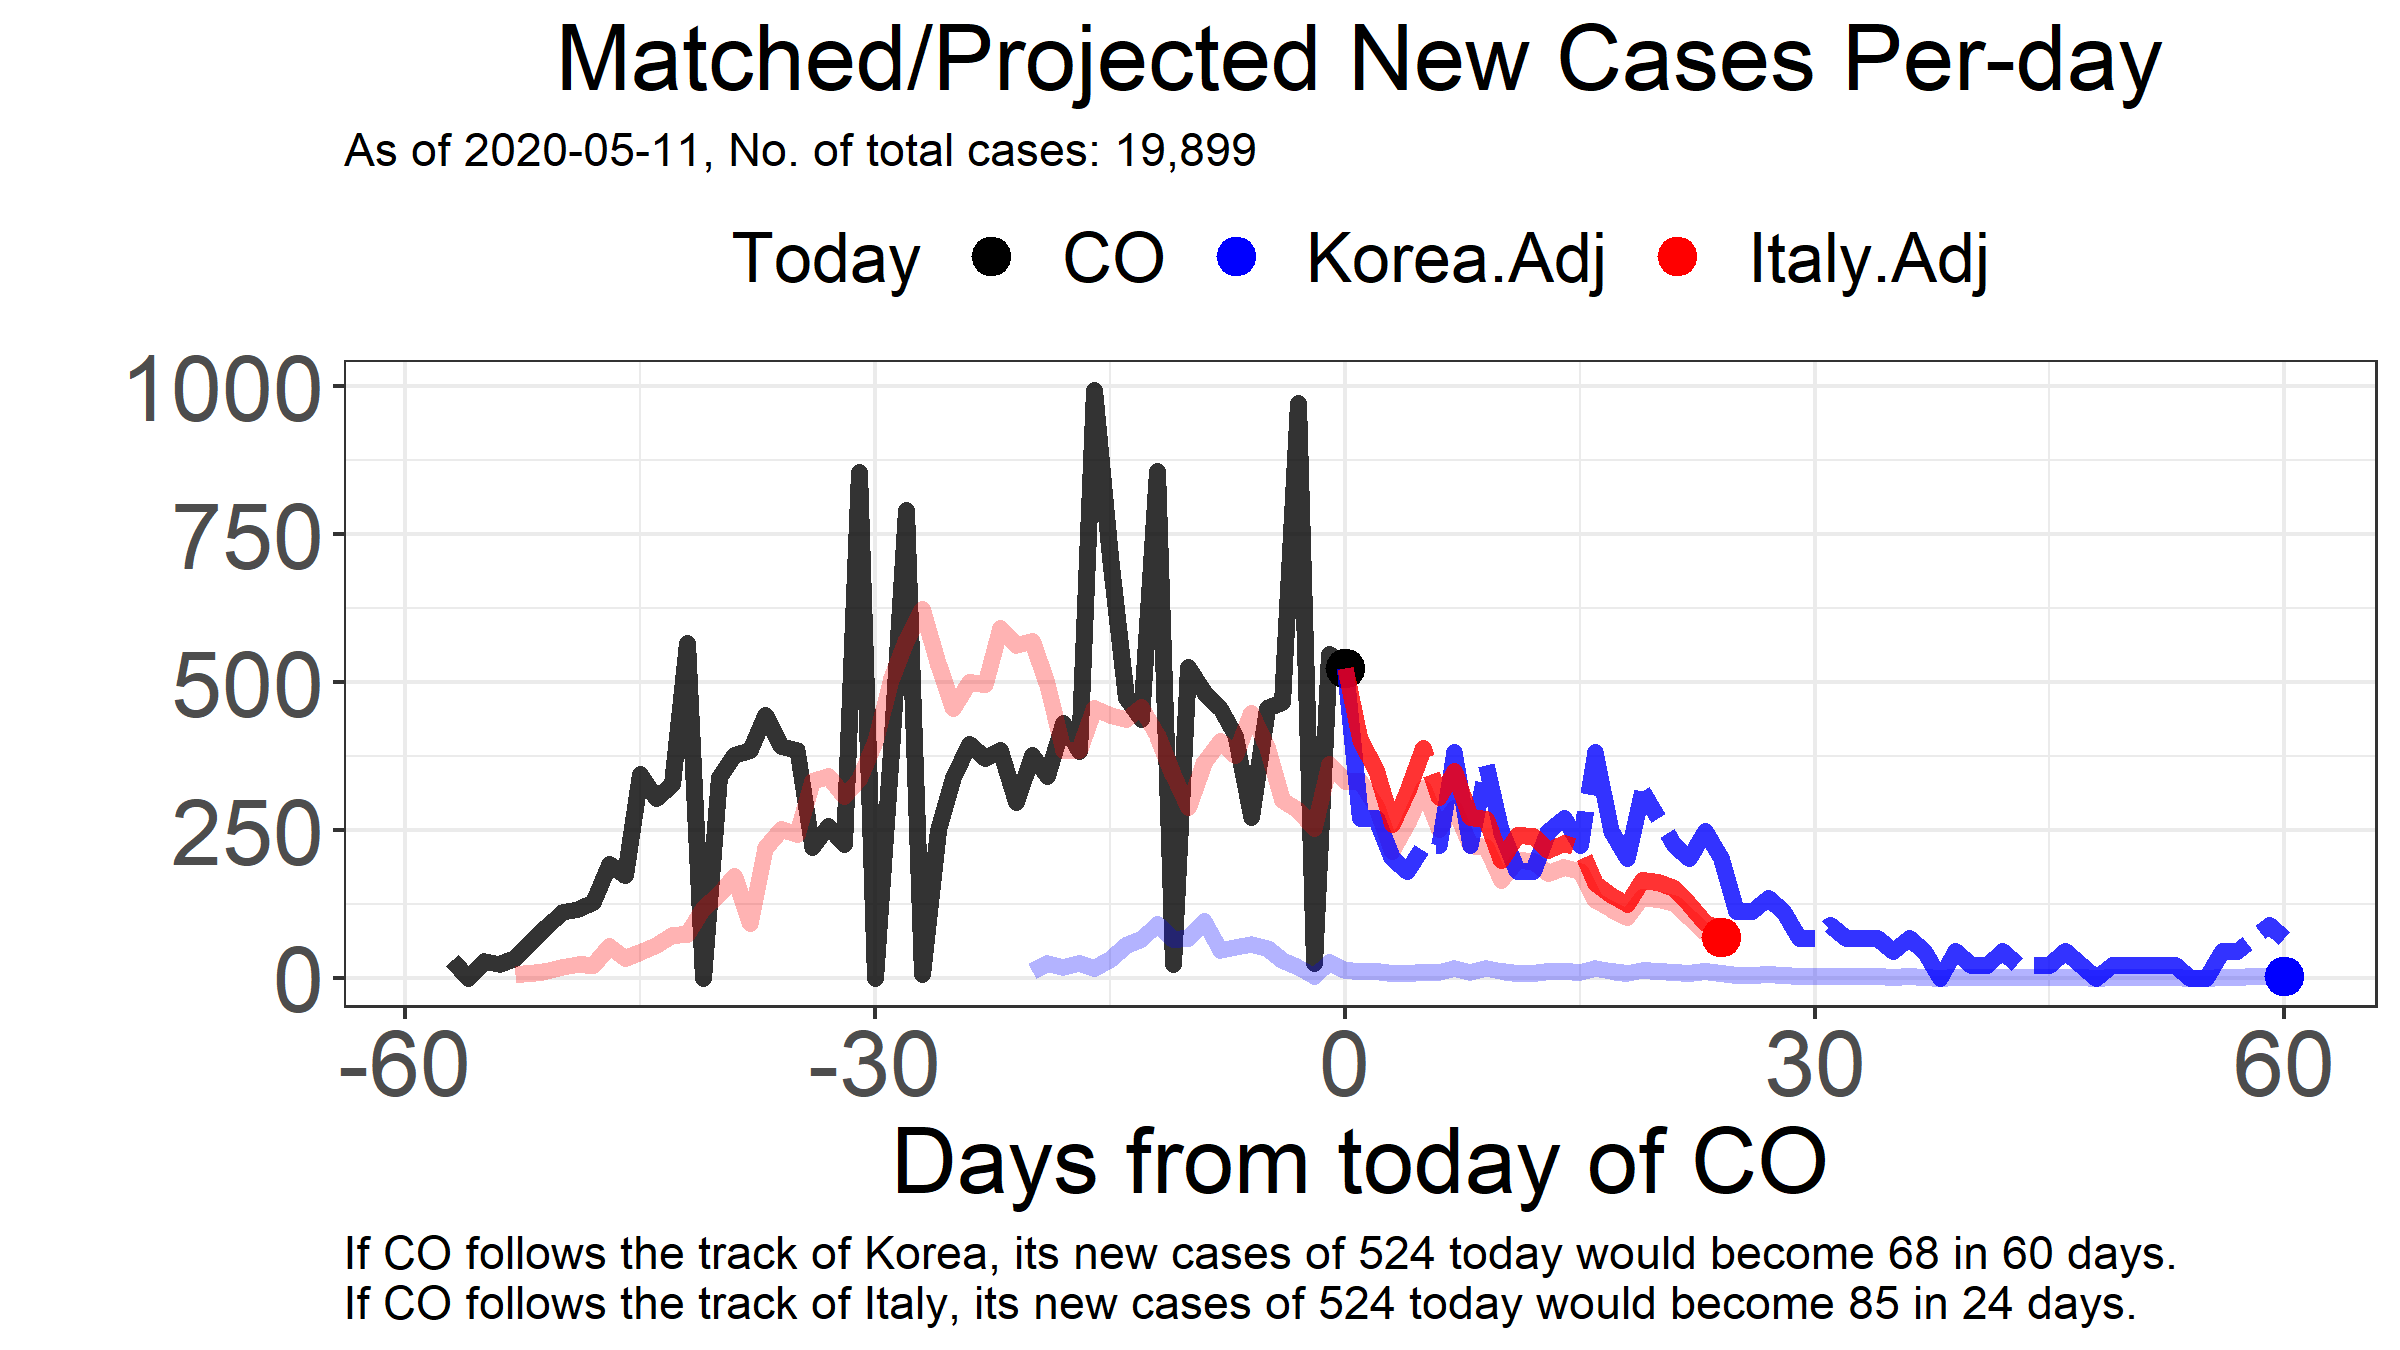 Matched/Projected New Cases Per-day
As of 2020-05-11, No. of total cases: 19,899
Today CO Korea.Adj Italy.Adj
1000
750
500
250
0
-60 -30 0 30 60
Days from today of CO
If CO follows the track of Korea, its new cases of 524 today would become 68 in 60 days.
If CO follows the track of Italy, its new cases of 524 today would become 85 in 24 days.